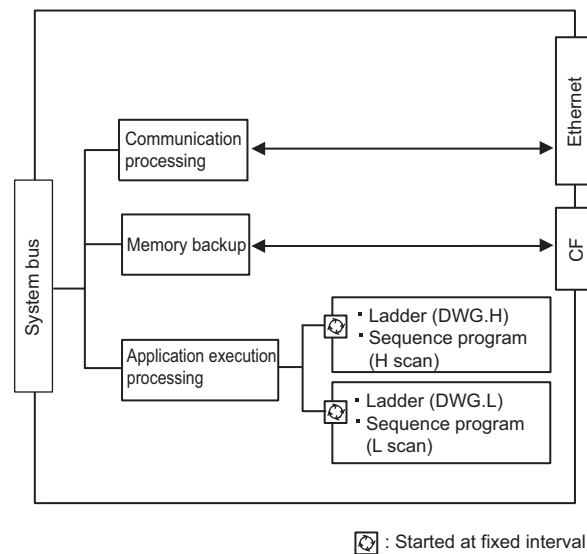 Communication
processing
Ethernet
Memory backup
CF
System bus
Application execution
processing
・Ladder (DWG.H)
・Sequence program
(H scan)
・Ladder (DWG.L)
・Sequence program
(L scan)
: Started at fixed interval